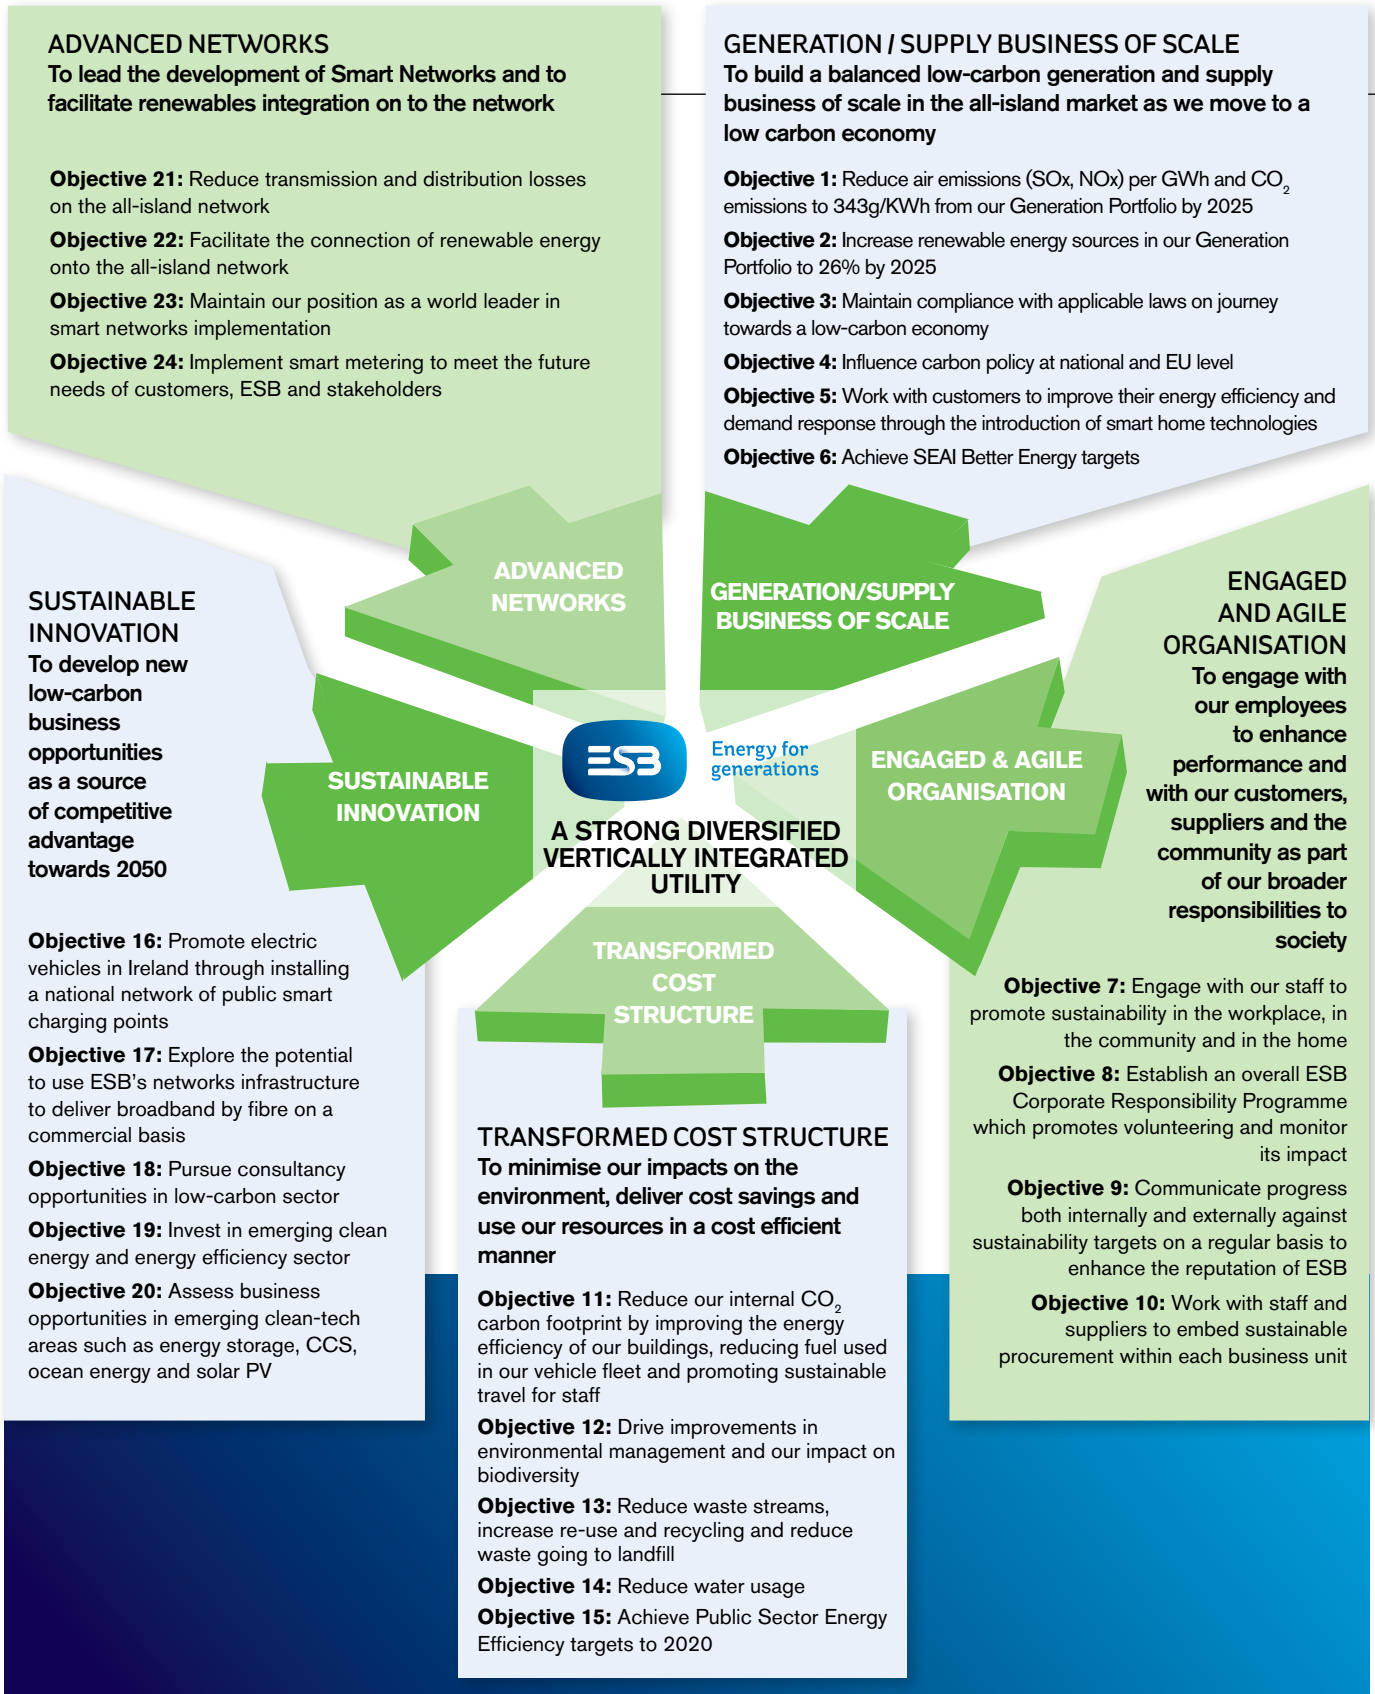 ADVANCED NETWORKS
To lead the development of Smart Networks and to
facilitate renewables integration on to the network
Objective 21: Reduce transmission and distribution losses
on the all-island network
Objective 22: Facilitate the connection of renewable energy
onto the all-island network
Objective 23: Maintain our position as a world leader in
smart networks implementation
Objective 24: Implement smart metering to meet the future
needs of customers, ESB and stakeholders
GENERATION / SUPPLY BUSINESS OF SCALE
To build a balanced low-carbon generation and supply
business of scale in the all-island market as we move to a
low carbon economy
Objective 1: Reduce air emissions (SOx, NOx) per GWh and CO2
emissions to 343g/KWh from our Generation Portfolio by 2025
Objective 2: Increase renewable energy sources in our Generation
Portfolio to 26% by 2025
Objective 3: Maintain compliance with applicable laws on journey
towards a low-carbon economy
Objective 4: Influence carbon policy at national and EU level
Objective 5: Work with customers to improve their energy efficiency and
demand response through the introduction of smart home technologies
Objective 6: Achieve SEAI Better Energy targets
ADVANCED
NETWORKS
GENERATION/SUPPLY
BUSINESS OF SCALE
SUSTAINABLE
INNOVATION
ENGAGED & AGILE
ORGANISATION
ESB
Energy for
generations
A STRONG DIVERSIFIED
VERTICALLY INTEGRATED
UTILITY
TRANSFORMED
COST
STRUCTURE
SUSTAINABLE
INNOVATION
To develop new
low-carbon
business
opportunities
as a source
of competitive
advantage
towards 2050
Objective 16: Promote electric
vehicles in Ireland through installing
a national network of public smart
charging points
Objective 17: Explore the potential
to use ESB's networks infrastructure
to deliver broadband by fibre on a
commercial basis
Objective 18: Pursue consultancy
opportunities in low-carbon sector
Objective 19: Invest in emerging clean
energy and energy efficiency sector
Objective 20: Assess business
opportunities in emerging clean-tech
areas such as energy storage, CCS,
ocean energy and solar PV
TRANSFORMED COST STRUCTURE
To minimise our impacts on the
environment, deliver cost savings and
use our resources in a cost efficient
manner
Objective 11: Reduce our internal CO2
carbon footprint by improving the energy
efficiency of our buildings, reducing fuel used
in our vehicle fleet and promoting sustainable
travel for staff
Objective 12: Drive improvements in
environmental management and our impact on
biodiversity
Objective 13: Reduce waste streams,
increase re-use and recycling and reduce
waste going to landfill
Objective 14: Reduce water usage
Objective 15: Achieve Public Sector Energy
Efficiency targets to 2020
ENGAGED
AND AGILE
ORGANISATION
To engage with
our employees
to enhance
performance and
with our customers,
suppliers and the
community as part
of our broader
responsibilities to
society
Objective 7: Engage with our staff to
promote sustainability in the workplace, in
the community and in the home
Objective 8: Establish an overall ESB
Corporate Responsibility Programme
which promotes volunteering and monitor
its impact
Objective 9: Communicate progress
both internally and externally against
sustainability targets on a regular basis to
enhance the reputation of ESB
Objective 10: Work with staff and
suppliers to embed sustainable
procurement within each business unit